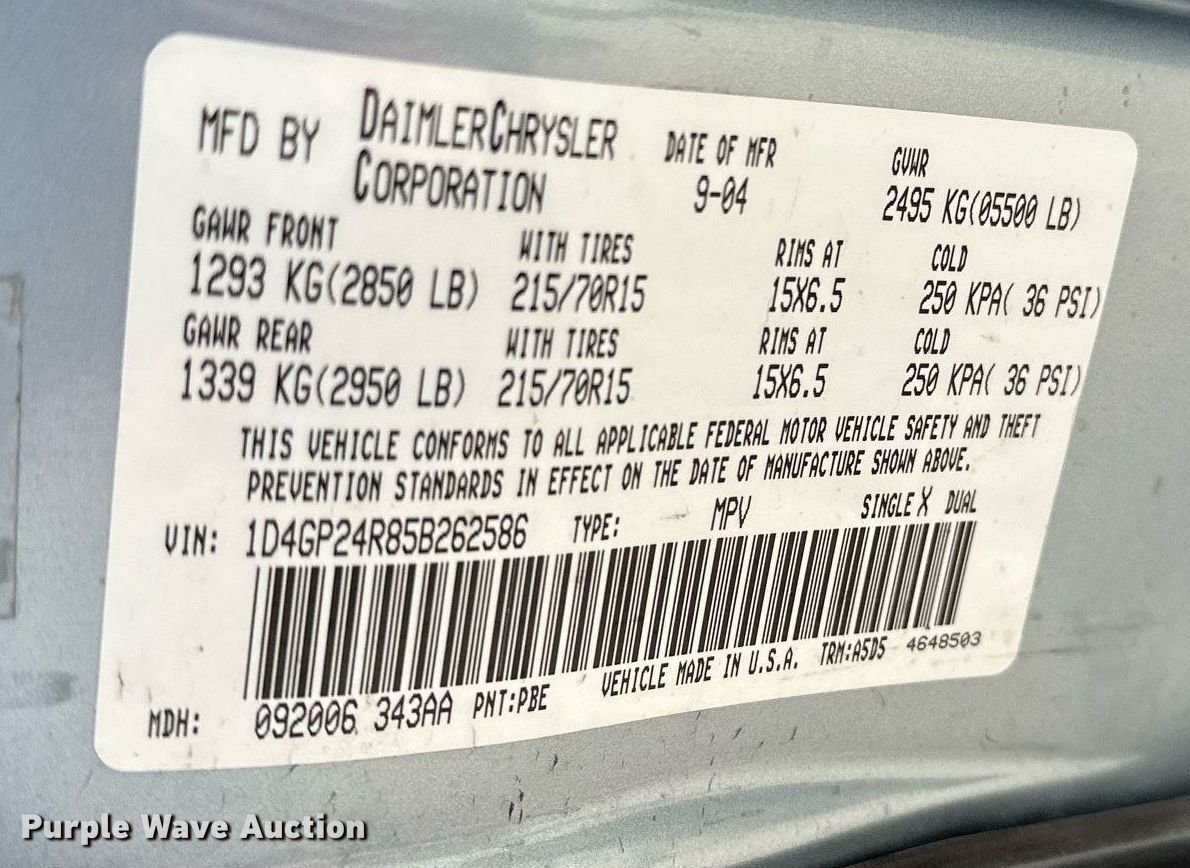 MFD BY DAIMLERCHRYSLER CORPORATION DATE OF MFR 9-04 GVWR 2495 KG(05500 LB)
GAWR FRONT WITH TIRES RIMS AT COLD
1293 KG(2850 LB) 215/70R15 15X6.5 250 KPA( 36 PSI)
GAWR REAR WITH TIRES RIMS AT COLD
1339 KG(2950 LB) 215/70R15 15X6.5 250 KPA( 36 PSI)
THIS VEHICLE CONFORMS TO ALL APPLICABLE FEDERAL MOTOR VEHICLE SAFETY AND THEFT
PREVENTION STANDARDS IN EFFECT ON THE DATE OF MANUFACTURE SHOWN ABOVE.
VIN: 1D4GP24R85B262586 TYPE: MPV SINGLE X DUAL
VEHICLE MADE IN U.S.A. TRM:A5D5 4648503
MDH: 092006 343AA PNT:PBE
Purple Wave Auction